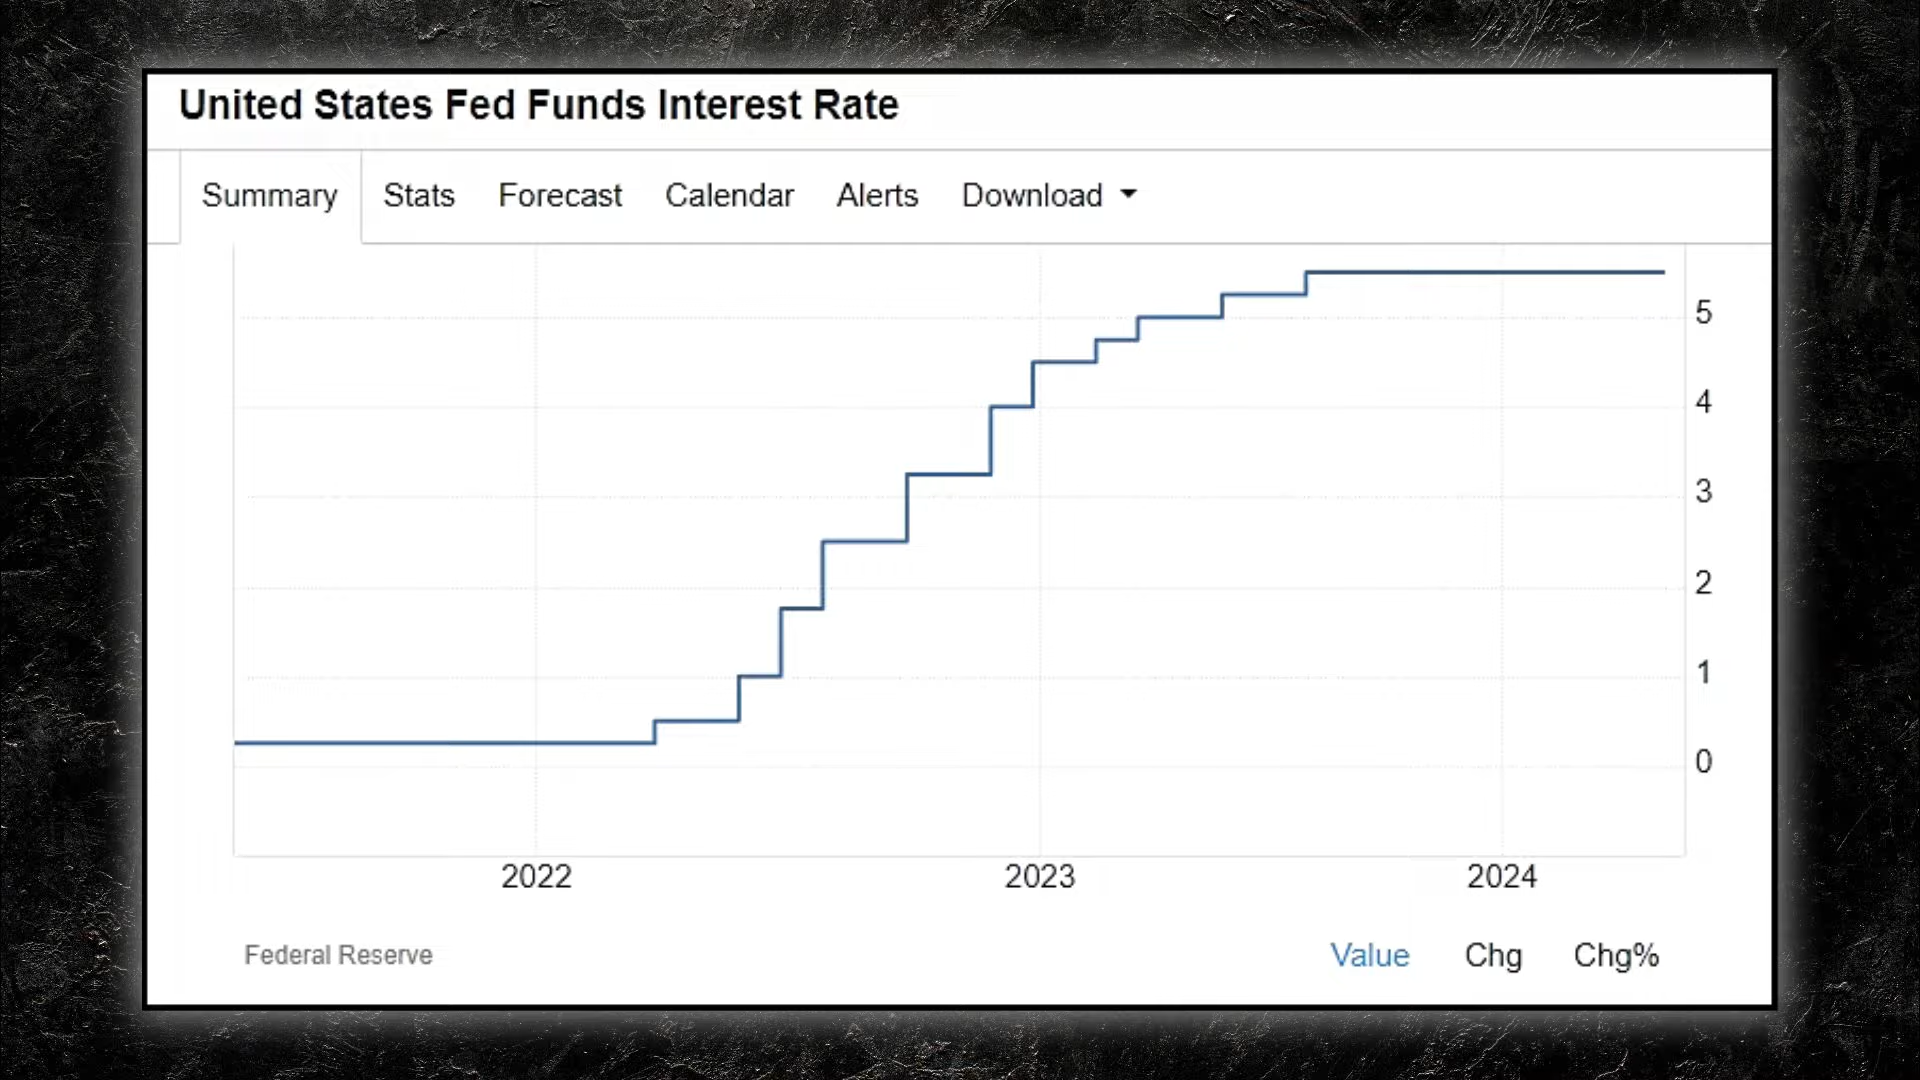 United States Fed Funds Interest Rate
Summary Stats Forecast Calendar Alerts Download
5
4
3
2
1
0
2022 2023 2024
Federal Reserve Value Chg Chg%